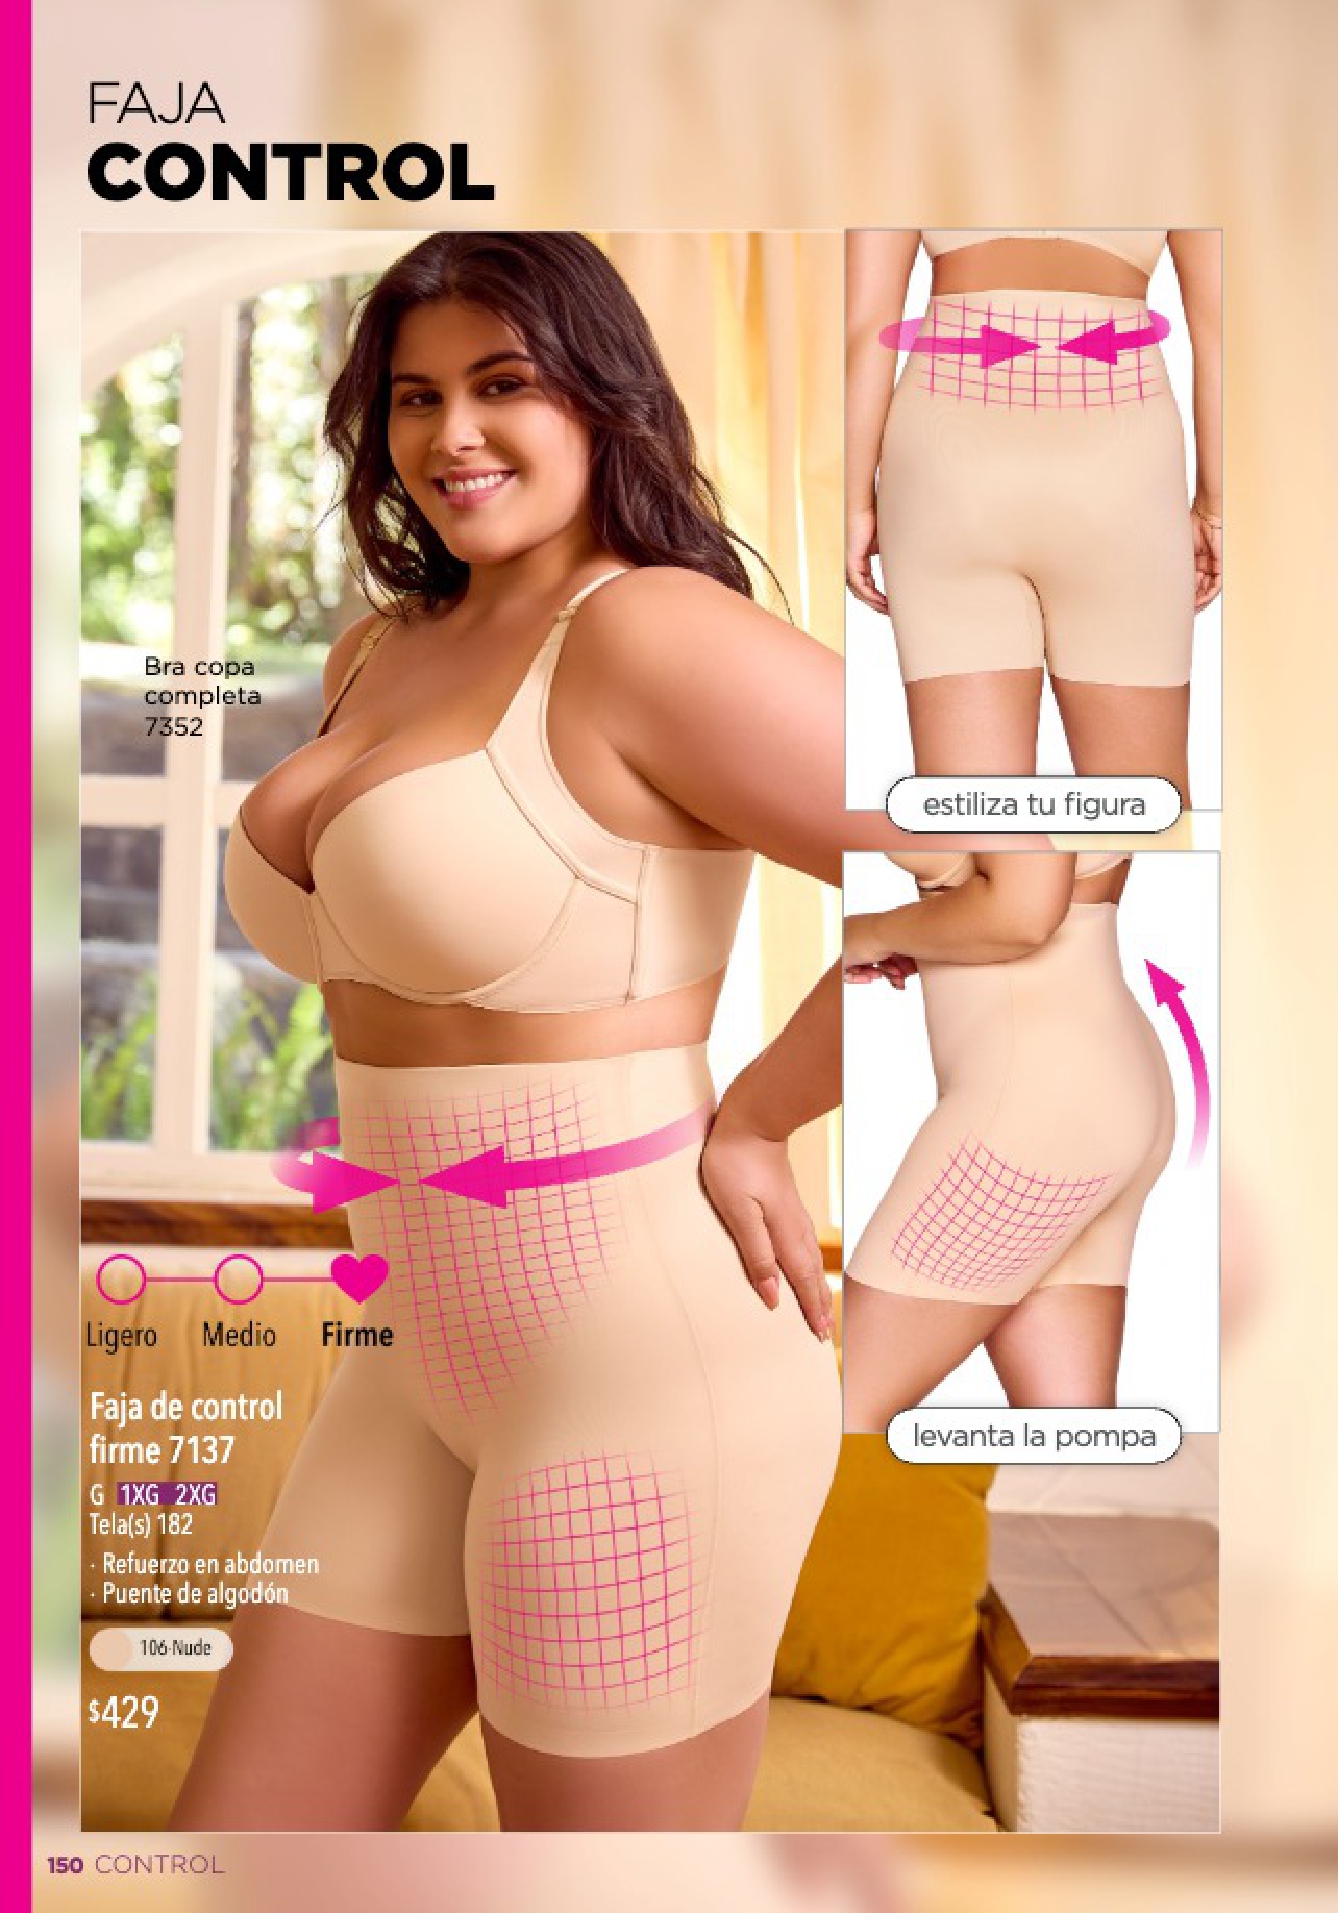 FAJA
CONTROL
Bra copa
completa
7352
estiliza tu figura
levanta la pompa
Ligero Medio Firme
Faja de control
firme 7137
G 1XG 2XG
Tela(s) 182
· Refuerzo en abdomen
· Puente de algodón
106-Nude
$429
150 CONTROL